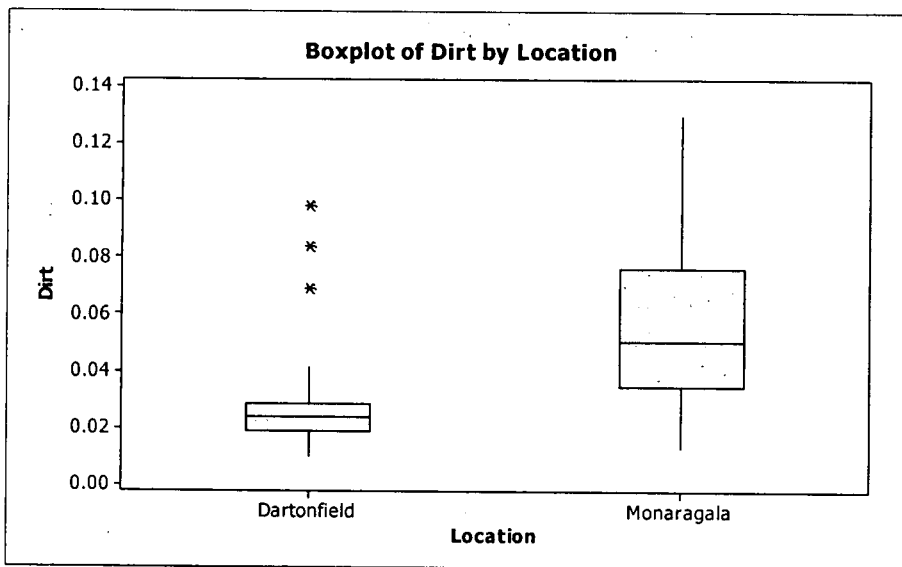 Boxplot of Dirt by Location
0.14
0.12
0.10
0.08
0.06
0.04
0.02
0.00
Dirt
Dartonfield
Monaragala
Location